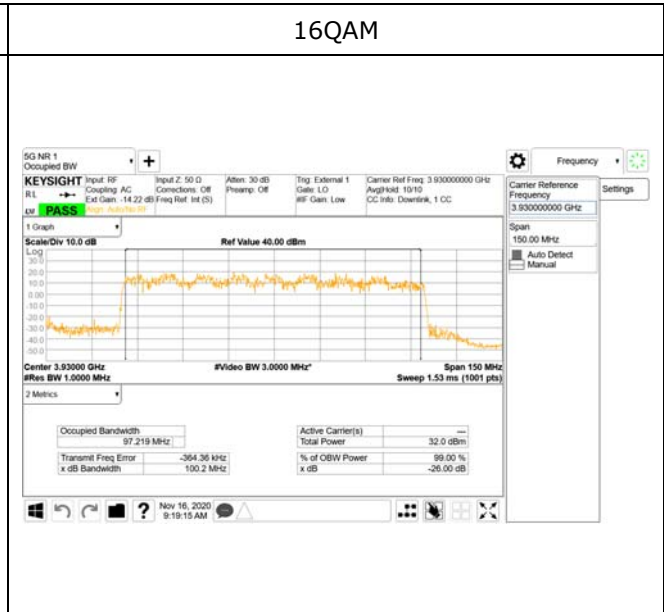 16QAM
5G NR 1
Occupied BW
+
Frequency
KEYSIGHT
Input: RF
Input Z: 50 Ω
Atten: 30 dB
Trig: External 1
Carrier Ref Freq: 3.930000000 GHz
RL
Coupling: AC
Corrections: Off
Preamp: Off
Gate: LO
Avg|Hold: 10/10
Ext Gain: -14.22 dB
Freq Ref: Int (S)
#IF Gain: Low
CC Info: Downlink, 1 CC
PASS
Align: Auto/No RF
Carrier Reference
Frequency
3.930000000 GHz
Settings
Span
150.00 MHz
Auto Detect
Manual
1 Graph
Scale/Div 10.0 dB
Ref Value 40.00 dBm
Log
30.0
20.0
10.0
0.00
-10.0
-20.0
-30.0
-40.0
-50.0
Center 3.93000 GHz
#Video BW 3.0000 MHz*
Span 150 MHz
#Res BW 1.0000 MHz
Sweep 1.53 ms (1001 pts)
2 Metrics
Occupied Bandwidth
97.219 MHz
Active Carrier(s)
---
Total Power
32.0 dBm
Transmit Freq Error
-364.36 kHz
% of OBW Power
99.00 %
x dB Bandwidth
100.2 MHz
x dB
-26.00 dB
?
Nov 16, 2020
9:19:15 AM